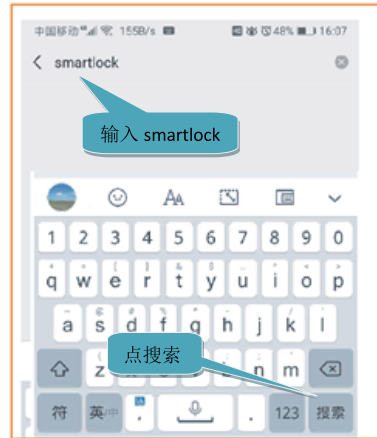 中国移动 155B/s 48% 16:07
smartlock
输入 smartlock
1 2 3 4 5 6 7 8 9 0
q w e r t y u i o p
a s d f g h j k l
点搜索
z n m
符 英/中 , . 123 搜索